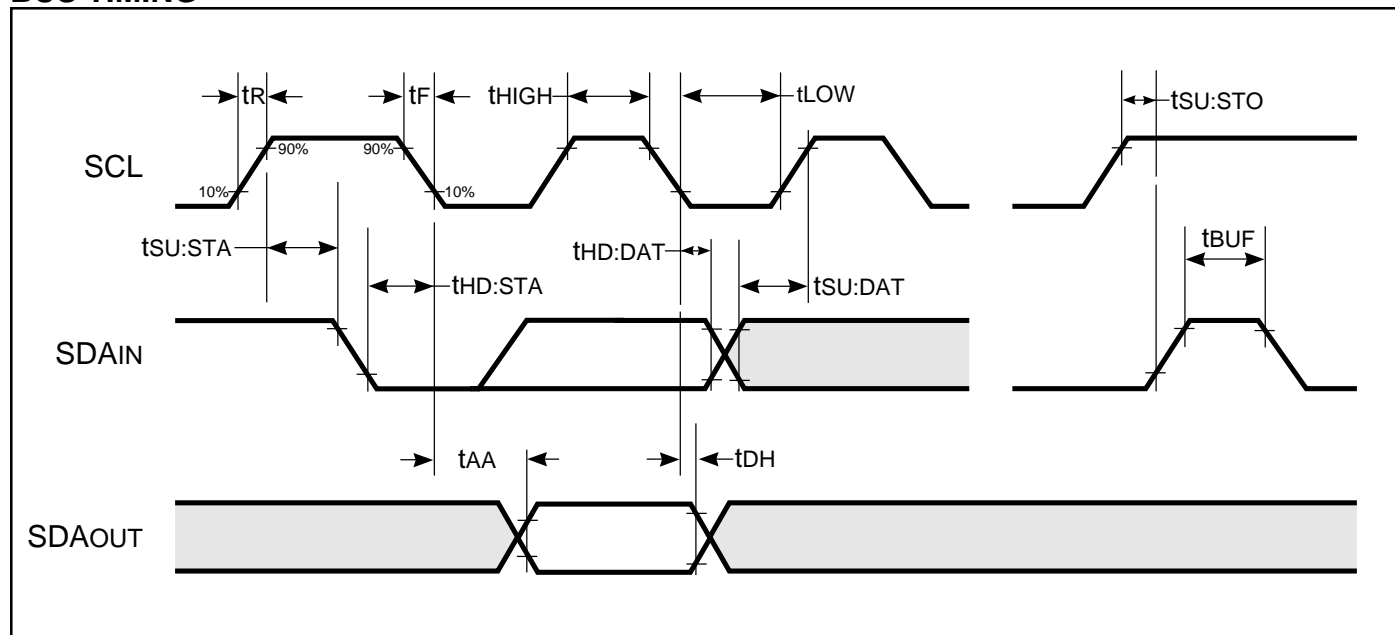 BUS TIMING
tR
tF
tHIGH
tLOW
tSU:STO
SCL
90%
90%
10%
10%
tSU:STA
tHD:STA
tHD:DAT
tSU:DAT
tBUF
SDAIN
tAA
tDH
SDAOUT